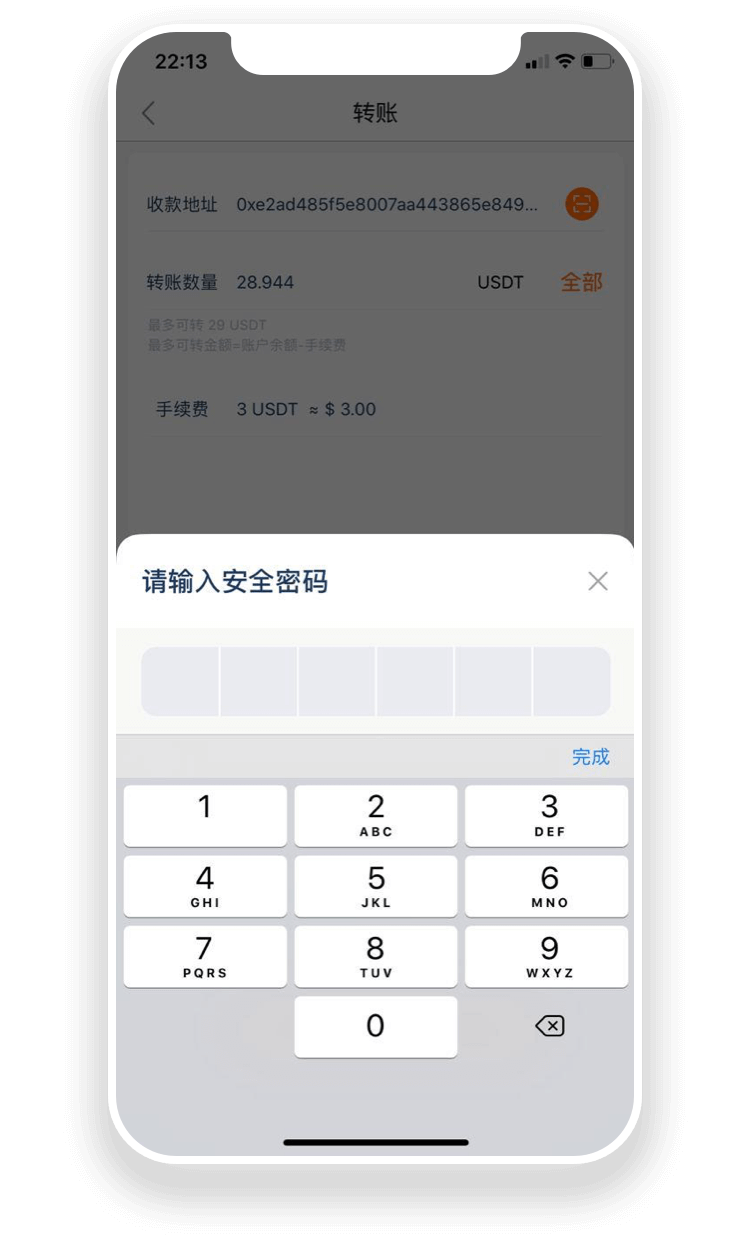 22:13
转账
收款地址 0xe2ad485f5e8007aa443865e849...
转账数量 28.944 USDT 全部
最多可转 29 USDT
最多可转金额=账户余额-手续费
手续费 3 USDT ≈ $ 3.00
请输入安全密码
完成
1 2 3
ABC DEF
4 5 6
GHI JKL MNO
7 8 9
PQRS TUV WXYZ
0